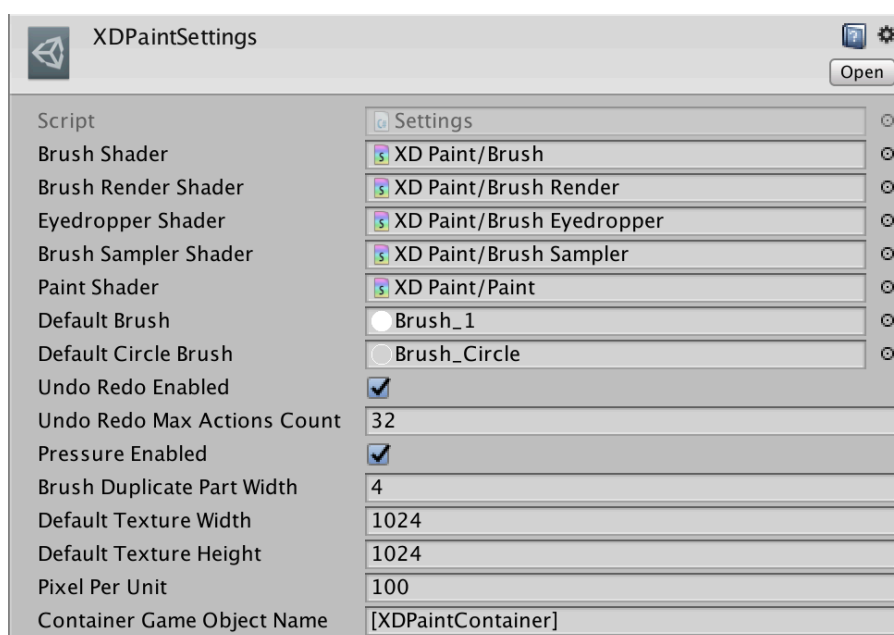 XDPaintSettings
Open
Script Settings
Brush Shader XD Paint/Brush
Brush Render Shader XD Paint/Brush Render
Eyedropper Shader XD Paint/Brush Eyedropper
Brush Sampler Shader XD Paint/Brush Sampler
Paint Shader XD Paint/Paint
Default Brush Brush_1
Default Circle Brush Brush_Circle
Undo Redo Enabled
Undo Redo Max Actions Count 32
Pressure Enabled
Brush Duplicate Part Width 4
Default Texture Width 1024
Default Texture Height 1024
Pixel Per Unit 100
Container Game Object Name [XDPaintContainer]